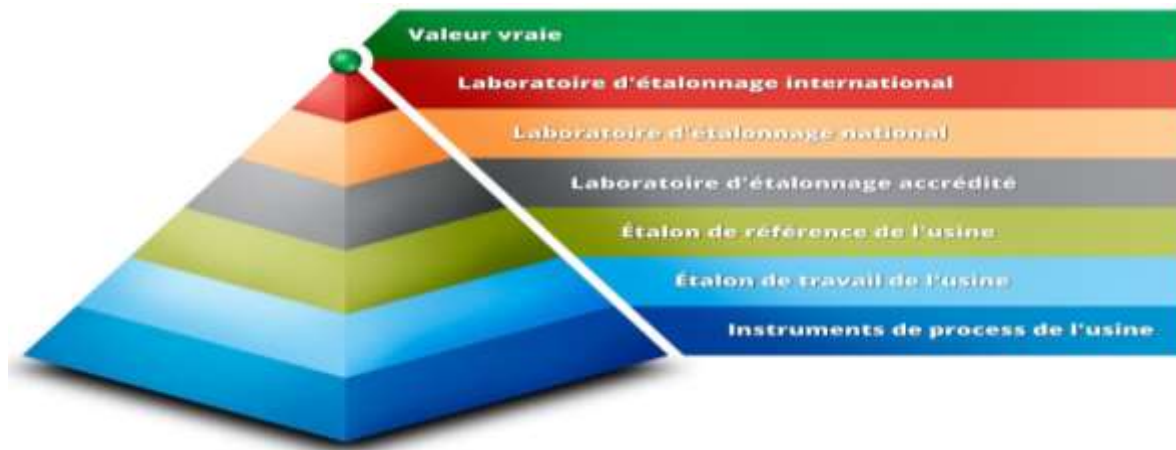 Valeur vraie
Laboratoire d'étalonnage international
Laboratoire d'étalonnage national
Laboratoire d'étalonnage accrédité
Étalon de référence de l'usine
Étalon de travail de l'usine
Instruments de process de l'usine